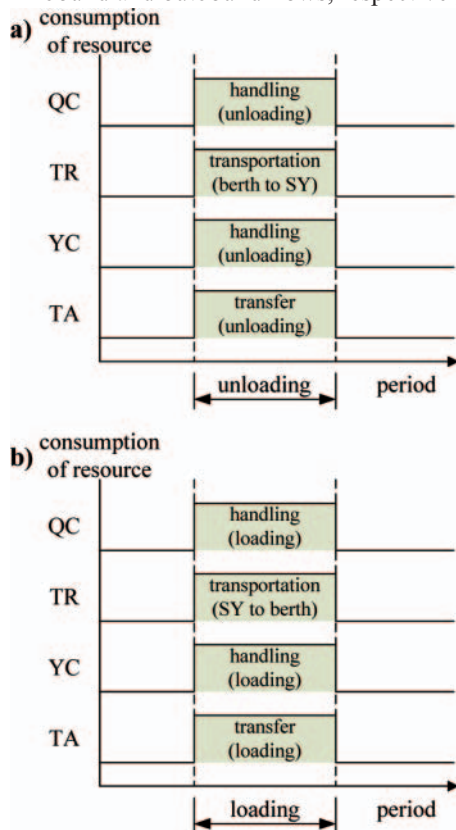 a) consumption
of resource
QC
handling
(unloading)
TR
transportation
(berth to SY)
YC
handling
(unloading)
TA
transfer
(unloading)
unloading
period
b) consumption
of resource
QC
handling
(loading)
TR
transportation
(SY to berth)
YC
handling
(loading)
TA
transfer
(loading)
loading
period